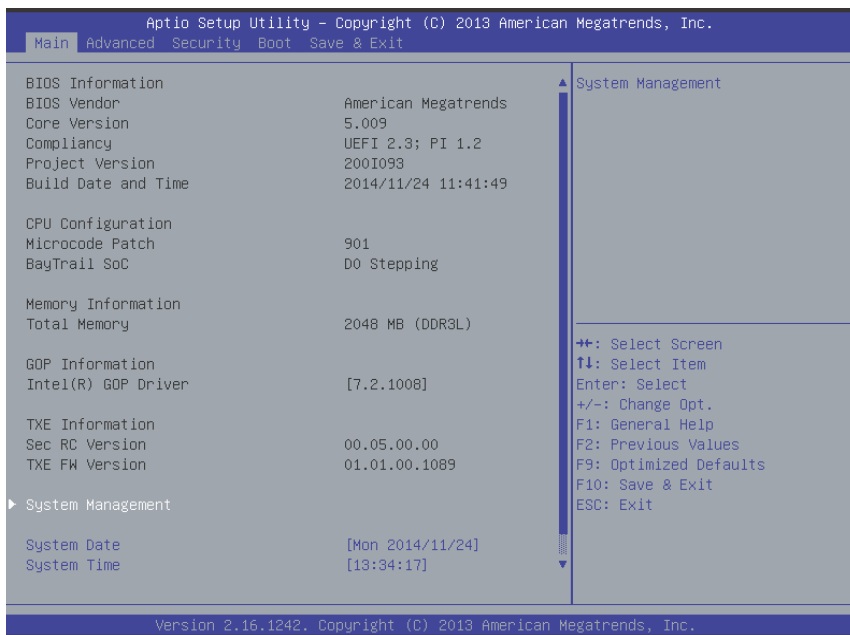 Aptio Setup Utility – Copyright (C) 2013 American Megatrends, Inc.
Main Advanced Security Boot Save & Exit
BIOS Information
BIOS Vendor American Megatrends
Core Version 5.009
Compliancy UEFI 2.3; PI 1.2
Project Version 200I093
Build Date and Time 2014/11/24 11:41:49
CPU Configuration
Microcode Patch 901
BayTrail SoC D0 Stepping
Memory Information
Total Memory 2048 MB (DDR3L)
GOP Information
Intel(R) GOP Driver [7.2.1008]
TXE Information
Sec RC Version 00.05.00.00
TXE FW Version 01.01.00.1089
System Management
System Date [Mon 2014/11/24]
System Time [13:34:17]
System Management
→←: Select Screen
↑↓: Select Item
Enter: Select
+/-: Change Opt.
F1: General Help
F2: Previous Values
F9: Optimized Defaults
F10: Save & Exit
ESC: Exit
Version 2.16.1242. Copyright (C) 2013 American Megatrends, Inc.